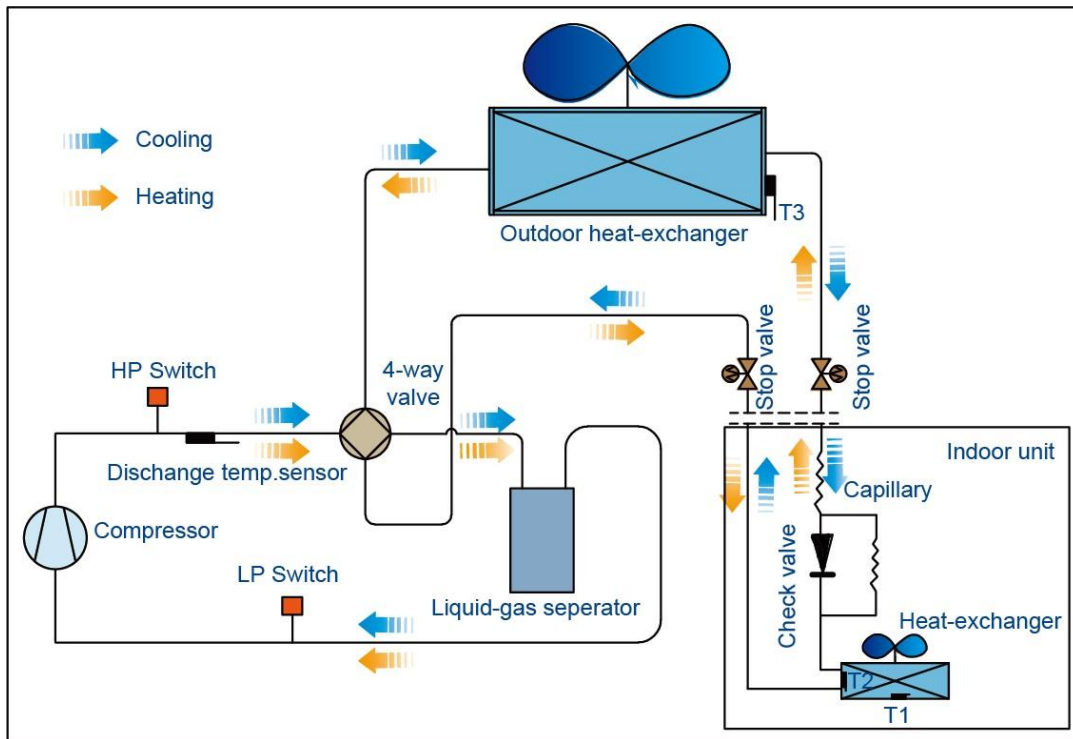 Cooling
Heating
T3
Outdoor heat-exchanger
Stop valve
Stop valve
HP Switch
4-way
valve
Dischange temp.sensor
Indoor unit
Capillary
Compressor
Check valve
LP Switch
Liquid-gas seperator
Heat-exchanger
T2
T1